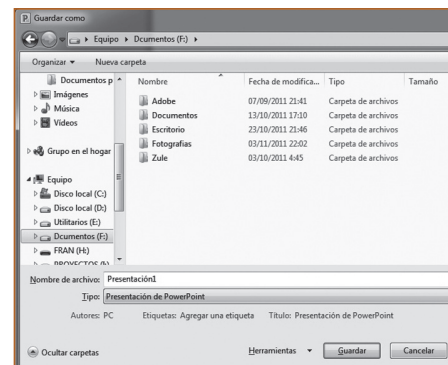 Guardar como
Equipo Dcumentos (F:)
Organizar Nueva carpeta
Nombre Fecha de modifica... Tipo Tamaño
Documentos p
Imágenes
Música
Vídeos
Grupo en el hogar
Equipo
Disco local (C:)
Disco local (D:)
Utilitarios (E:)
Dcumentos (F:)
FRAN (H:)
PROYECTOS (I:)
Adobe 07/09/2011 21:41 Carpeta de archivos
Documentos 13/10/2011 17:10 Carpeta de archivos
Escritorio 23/10/2011 21:46 Carpeta de archivos
Fotografias 03/11/2011 22:02 Carpeta de archivos
Zule 03/10/2011 4:45 Carpeta de archivos
Nombre de archivo: Presentación1
Tipo: Presentación de PowerPoint
Autores: PC Etiquetas: Agregar una etiqueta Título: Presentación de PowerPoint
Ocultar carpetas Herramientas Guardar Cancelar